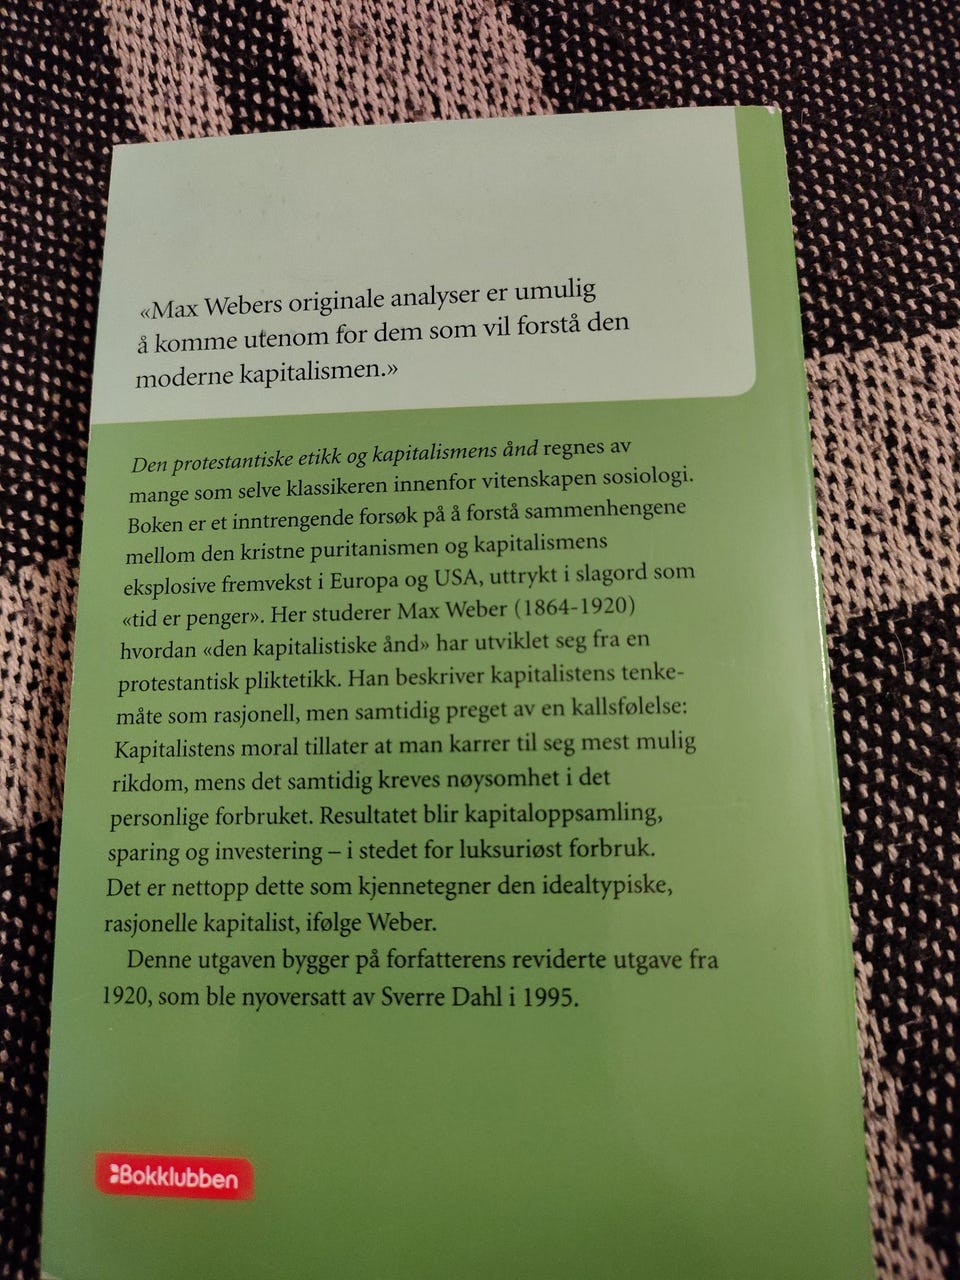 «Max Webers originale analyser er umulig
å komme utenom for dem som vil forstå den
moderne kapitalismen.»
Den protestantiske etikk og kapitalismens ånd regnes av
mange som selve klassikeren innenfor vitenskapen sosiologi.
Boken er et inntrengende forsøk på å forstå sammenhengene
mellom den kristne puritanismen og kapitalismens
eksplosive fremvekst i Europa og USA, uttrykt i slagord som
«tid er penger». Her studerer Max Weber (1864-1920)
hvordan «den kapitalistiske ånd» har utviklet seg fra en
protestantisk pliktetikk. Han beskriver kapitalistens tenke-
måte som rasjonell, men samtidig preget av en kallsfølelse:
Kapitalistens moral tillater at man karrer til seg mest mulig
rikdom, mens det samtidig kreves nøysomhet i det
personlige forbruket. Resultatet blir kapitaloppsamling,
sparing og investering – i stedet for luksuriøst forbruk.
Det er nettopp dette som kjennetegner den idealtypiske,
rasjonelle kapitalist, ifølge Weber.
Denne utgaven bygger på forfatterens reviderte utgave fra
1920, som ble nyoversatt av Sverre Dahl i 1995.
Bokklubben